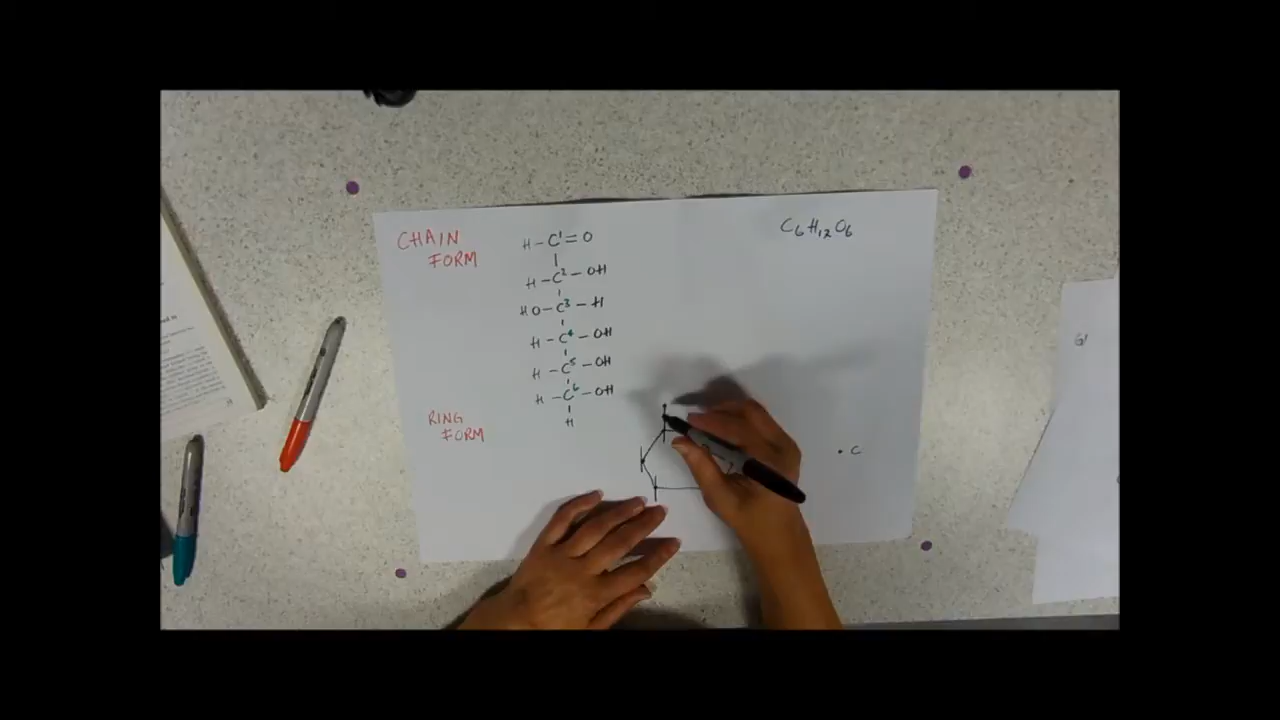 CHAIN
FORM
C₆H₁₂O₆
H-C¹=O
H-C²-OH
HO-C³-H
H-C⁴-OH
H-C⁵-OH
H-C⁶-OH
H
RING
FORM
• C